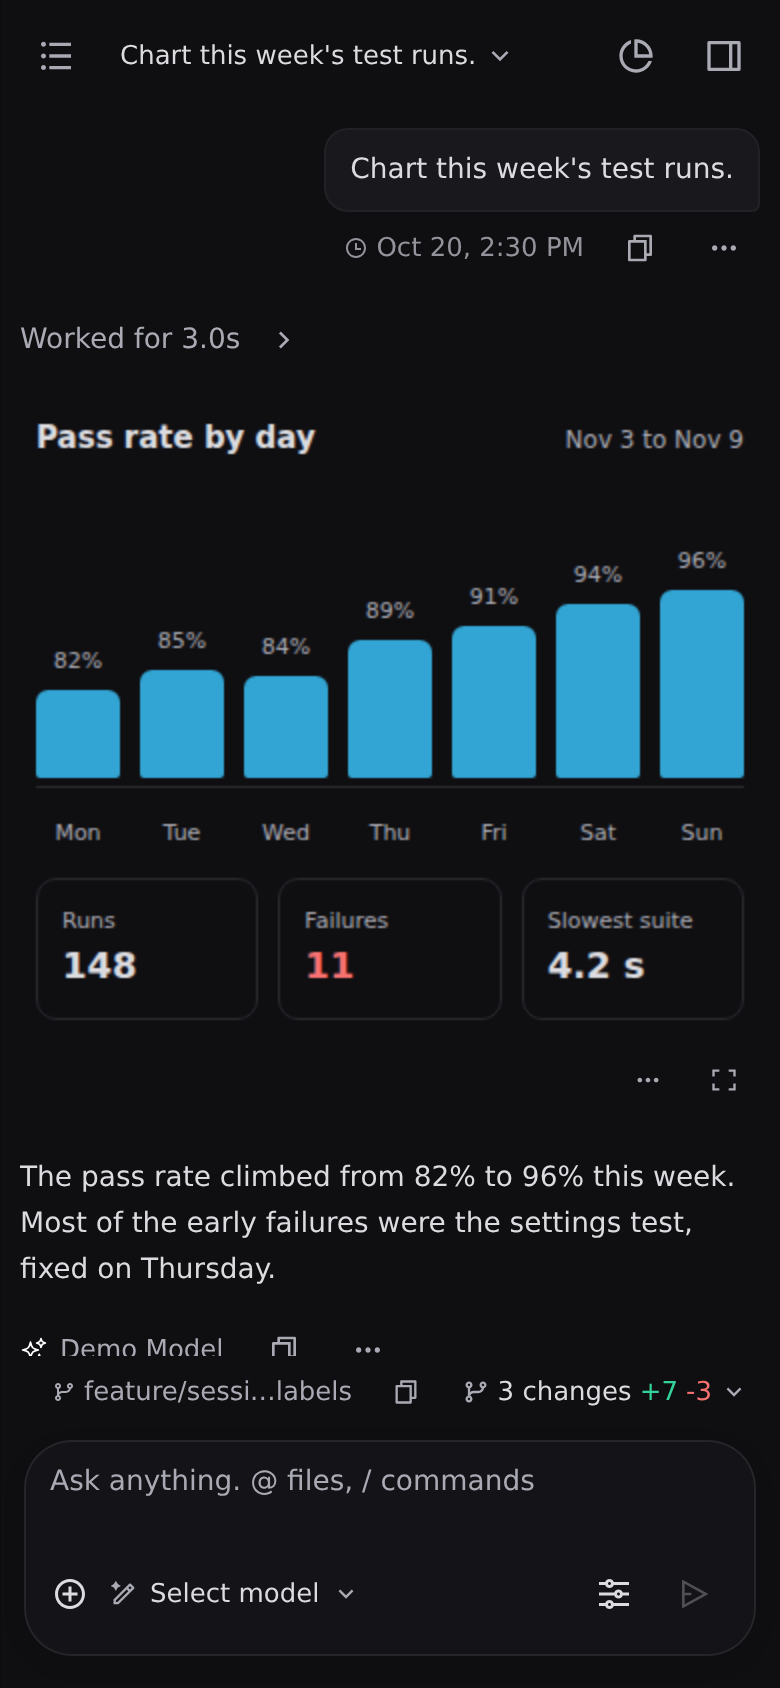 Chart this week's test runs.
Chart this week's test runs.
Oct 20, 2:30 PM
Worked for 3.0s
Pass rate by day
Nov 3 to Nov 9
82%
85%
84%
89%
91%
94%
96%
Mon
Tue
Wed
Thu
Fri
Sat
Sun
Runs
148
Failures
11
Slowest suite
4.2 s
The pass rate climbed from 82% to 96% this week.
Most of the early failures were the settings test,
fixed on Thursday.
Demo Model
feature/sessi...labels
3 changes +7 -3
Ask anything. @ files, / commands
Select model